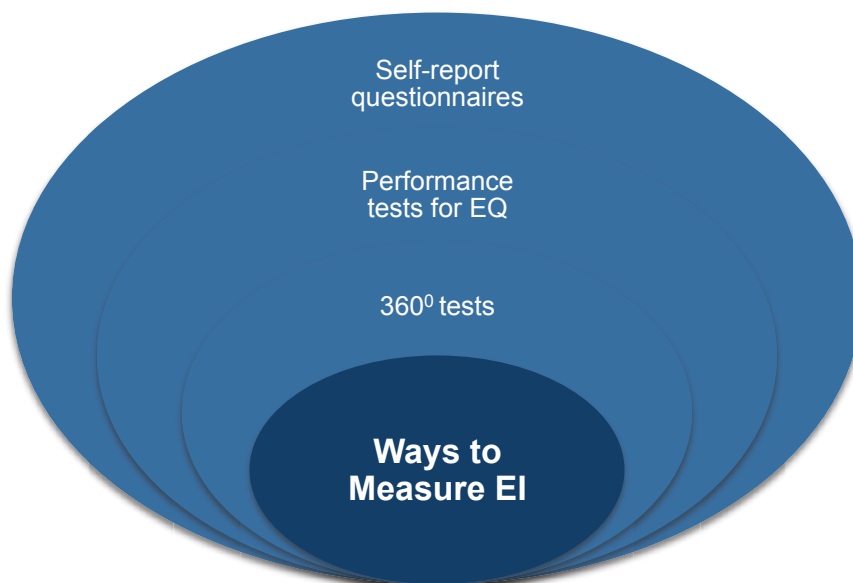 Self-report
questionnaires
Performance
tests for EQ
360⁰ tests
Ways to
Measure EI